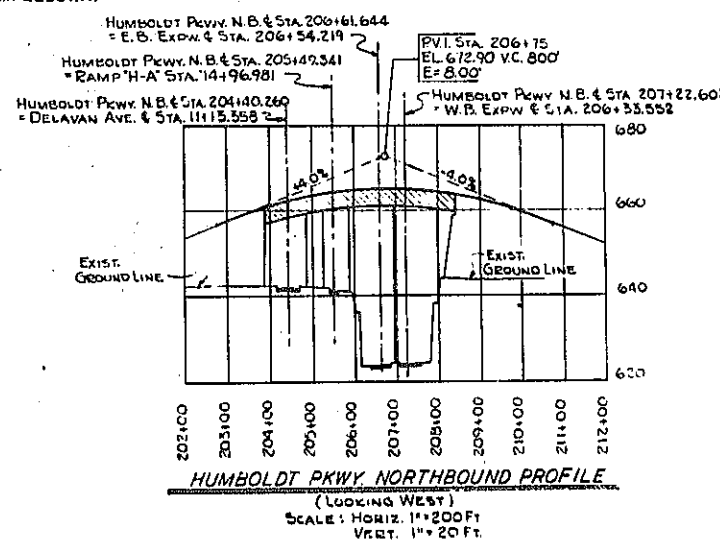 HUMBOLDT PKWY. N.B. ℄ STA. 206+61.644
= E.B. EXPW. ℄ STA. 206+54.219
HUMBOLDT PKWY. N.B. ℄ STA. 205+49.341
= RAMP "H-A" STA. 14+96.981
HUMBOLDT PKWY. N.B. ℄ STA. 204+40.260
= DELAVAN AVE. ℄ STA. 11+15.358
P.V.I. STA. 206+75
EL. 672.90 V.C. 800'
E= 8.00'
HUMBOLDT PKWY. N.B. ℄ STA 207+22.60
= W.B. EXPW ℄ STA. 206+33.552
680
660
640
620
+4.0%
-4.0%
EXIST.
GROUND LINE
EXIST.
GROUND LINE
202+00
203+00
204+00
205+00
206+00
207+00
208+00
209+00
210+00
211+00
212+00
HUMBOLDT PKWY. NORTHBOUND PROFILE
(LOOKING WEST)
SCALE: HORIZ. 1"=200 FT
VERT. 1"=20 FT.